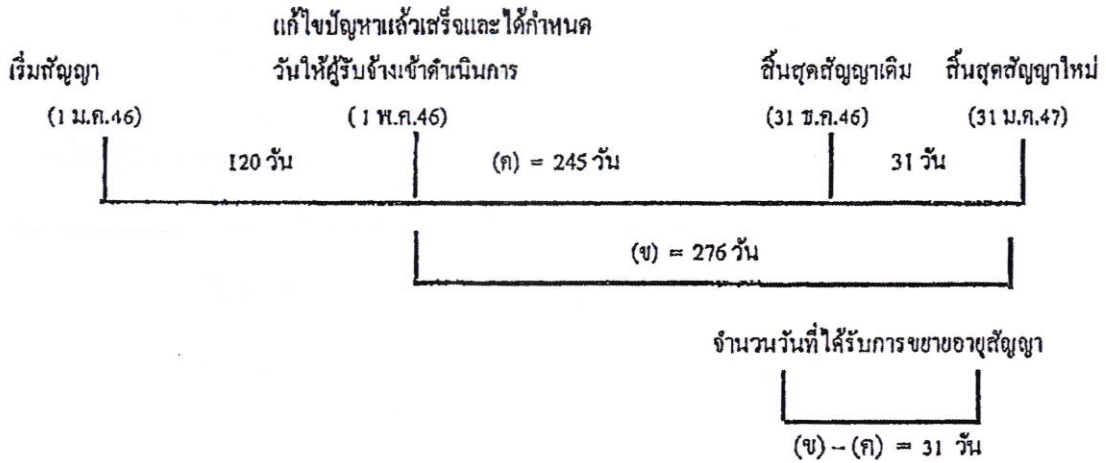 แก้ไขปัญหาแล้วเสร็จและได้กำหนด
เริ่มสัญญา วันให้ผู้รับจ้างเข้าดำเนินการ สิ้นสุดสัญญาเดิม สิ้นสุดสัญญาใหม่
(1 ม.ค.46) (1 พ.ค.46) (31 ธ.ค.46) (31 ม.ค.47)
120 วัน (ค) = 245 วัน 31 วัน
(ข) = 276 วัน
จำนวนวันที่ได้รับการขยายอายุสัญญา
(ข) – (ค) = 31 วัน